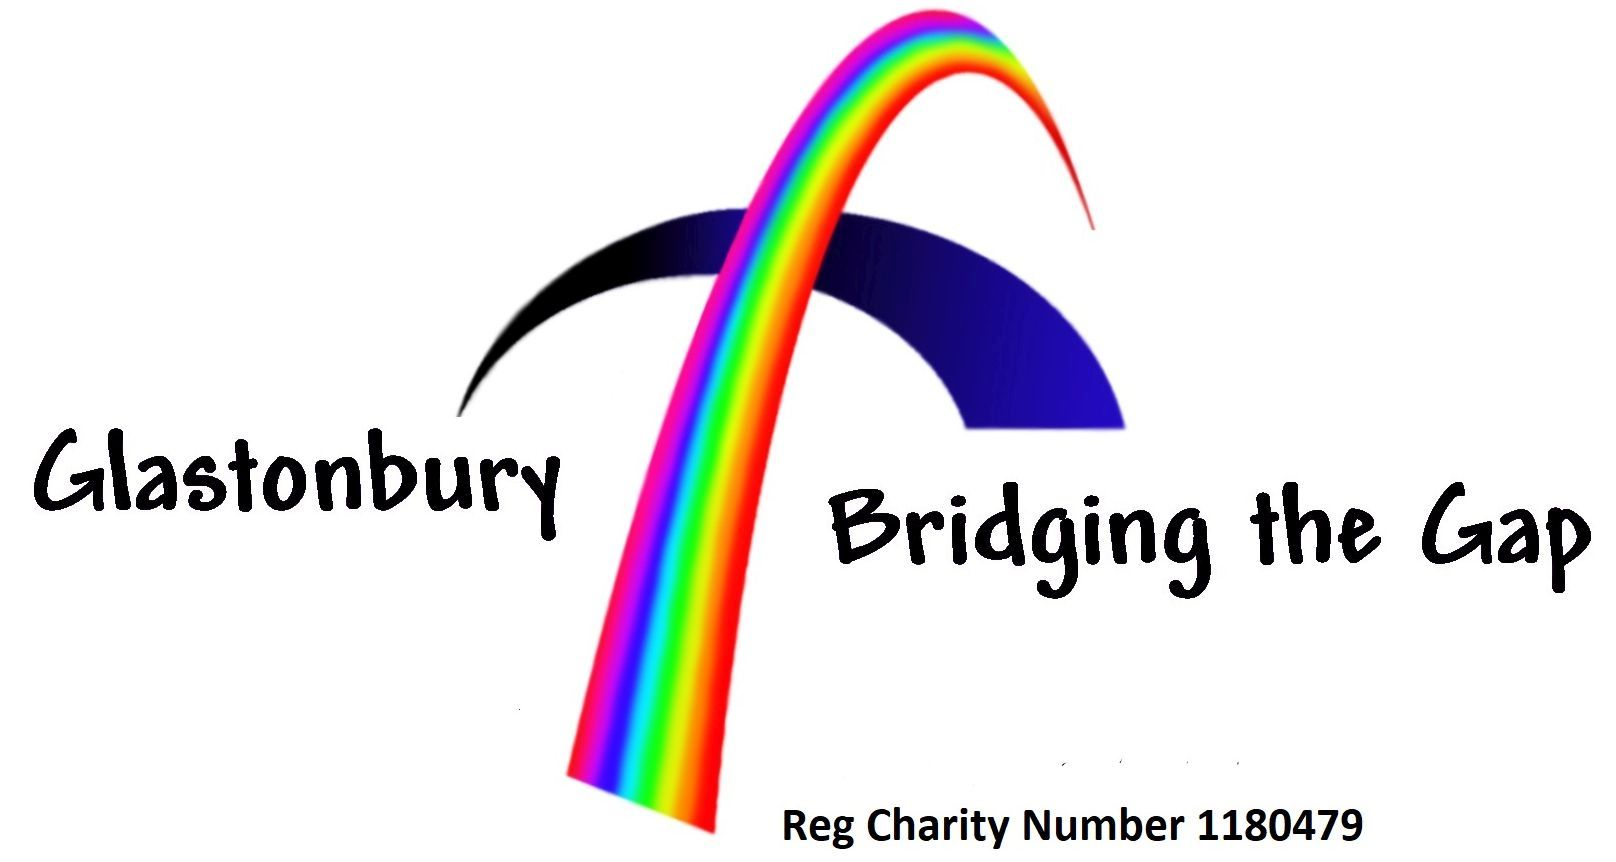 Glastonbury
Bridging the Gap
Reg Charity Number 1180479